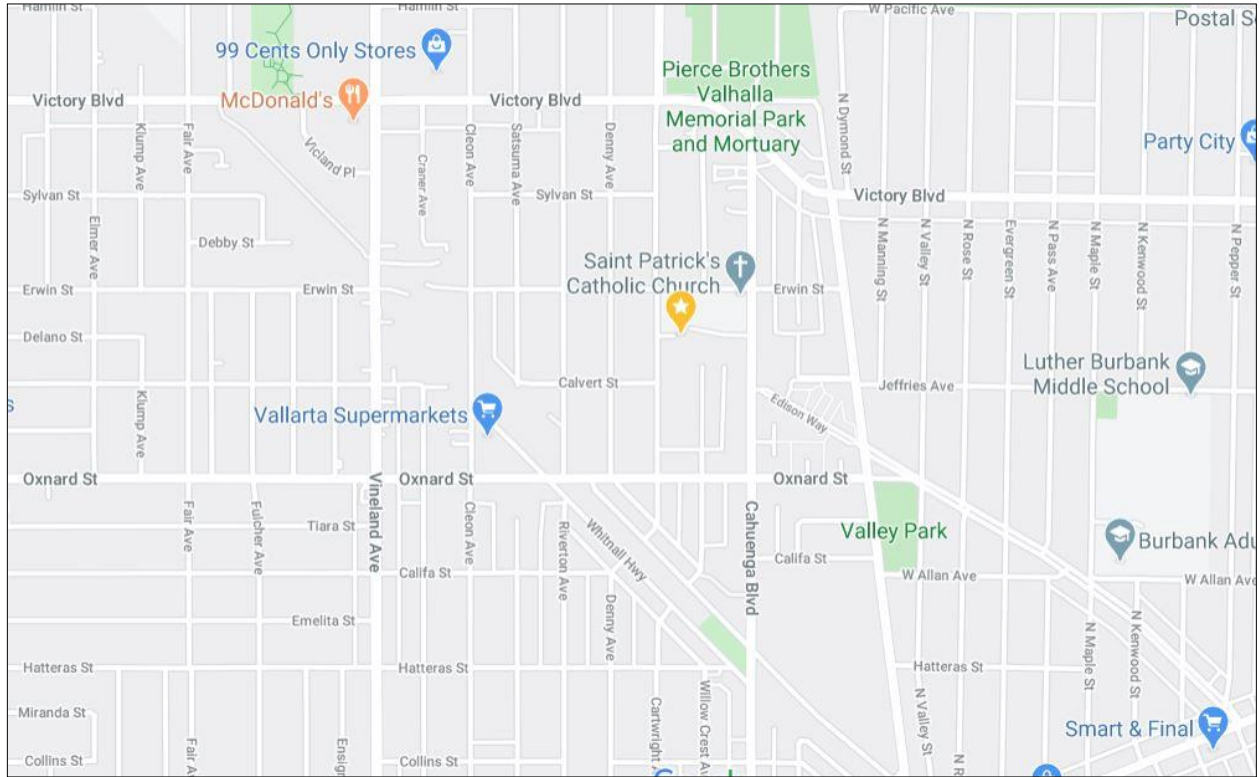 Hamlin St
Hamlin St
W Pacific Ave
Postal S
99 Cents Only Stores
Pierce Brothers
Valhalla
Memorial Park
and Mortuary
McDonald's
Victory Blvd
Victory Blvd
N Dymond St
Party City
Klump Ave
Fair Ave
Vicland Pl
Craner Ave
Cleon Ave
Satsuma Ave
Denny Ave
Sylvan St
Sylvan St
Victory Blvd
Elmer Ave
Debby St
N Manning St
N Valley St
N Rose St
Evergreen St
N Pass Ave
N Maple St
N Kenwood St
N Pepper St
Saint Patrick's
Catholic Church
Erwin St
Erwin St
Erwin St
Delano St
Luther Burbank
Middle School
Calvert St
Jeffries Ave
Edison Way
s
Klump Ave
Vallarta Supermarkets
Oxnard St
Oxnard St
Oxnard St
Vineland Ave
Fair Ave
Fulcher Ave
Tiara St
Cleon Ave
Riverton Ave
Whitnall Hwy
Cahuenga Blvd
Valley Park
Burbank Adu
Califa St
Califa St
W Allan Ave
W Allan Ave
Denny Ave
Emelita St
N Maple St
N Kenwood St
Hatteras St
Hatteras St
Hatteras St
Cartwright
Willow Crest Av
N Valley St
Miranda St
Smart & Final
Fair Av
Ensign
N R
Collins St
Collins St